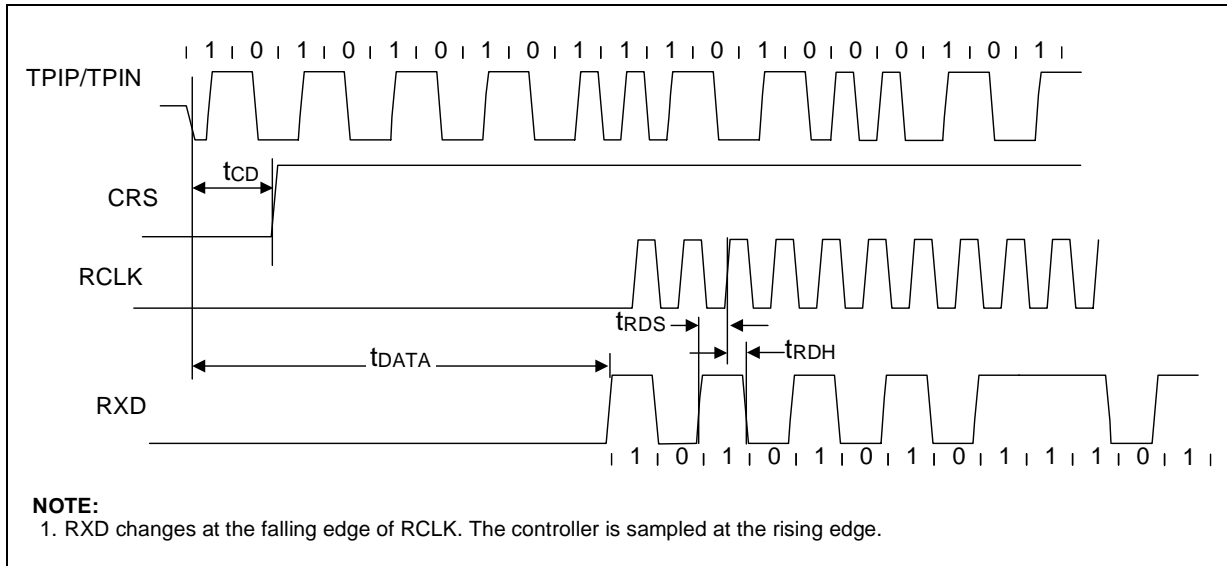 1 0 1 0 1 0 1 0 1 1 1 0 1 0 0 0 1 0 1
TPIP/TPIN
tCD
CRS
RCLK
tRDS
tRDH
tDATA
RXD
1 0 1 0 1 0 1 0 1 1 1 0 1
NOTE:
1. RXD changes at the falling edge of RCLK. The controller is sampled at the rising edge.